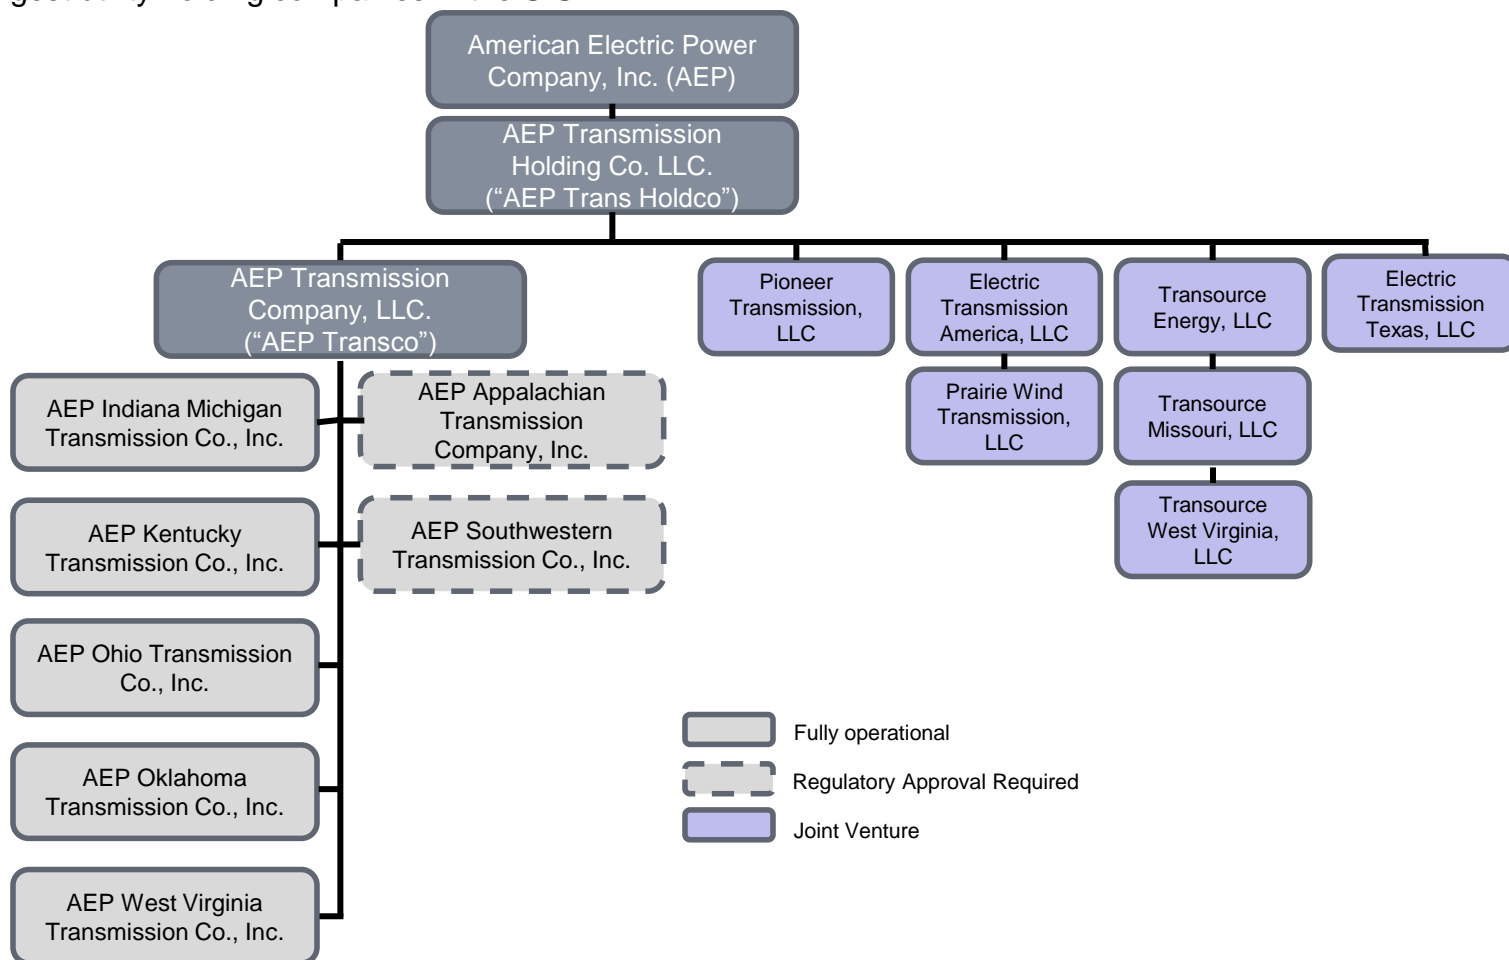 American Electric Power
Company, Inc. (AEP)
AEP Transmission
Holding Co. LLC.
(“AEP Trans Holdco”)
AEP Transmission
Company, LLC.
(“AEP Transco”)
Pioneer
Transmission,
LLC
Electric
Transmission
America, LLC
Transource
Energy, LLC
Electric
Transmission
Texas, LLC
Prairie Wind
Transmission,
LLC
Transource
Missouri, LLC
Transource
West Virginia,
LLC
AEP Indiana Michigan
Transmission Co., Inc.
AEP Appalachian
Transmission
Company, Inc.
AEP Kentucky
Transmission Co., Inc.
AEP Southwestern
Transmission Co., Inc.
AEP Ohio Transmission
Co., Inc.
AEP Oklahoma
Transmission Co., Inc.
AEP West Virginia
Transmission Co., Inc.
Fully operational
Regulatory Approval Required
Joint Venture